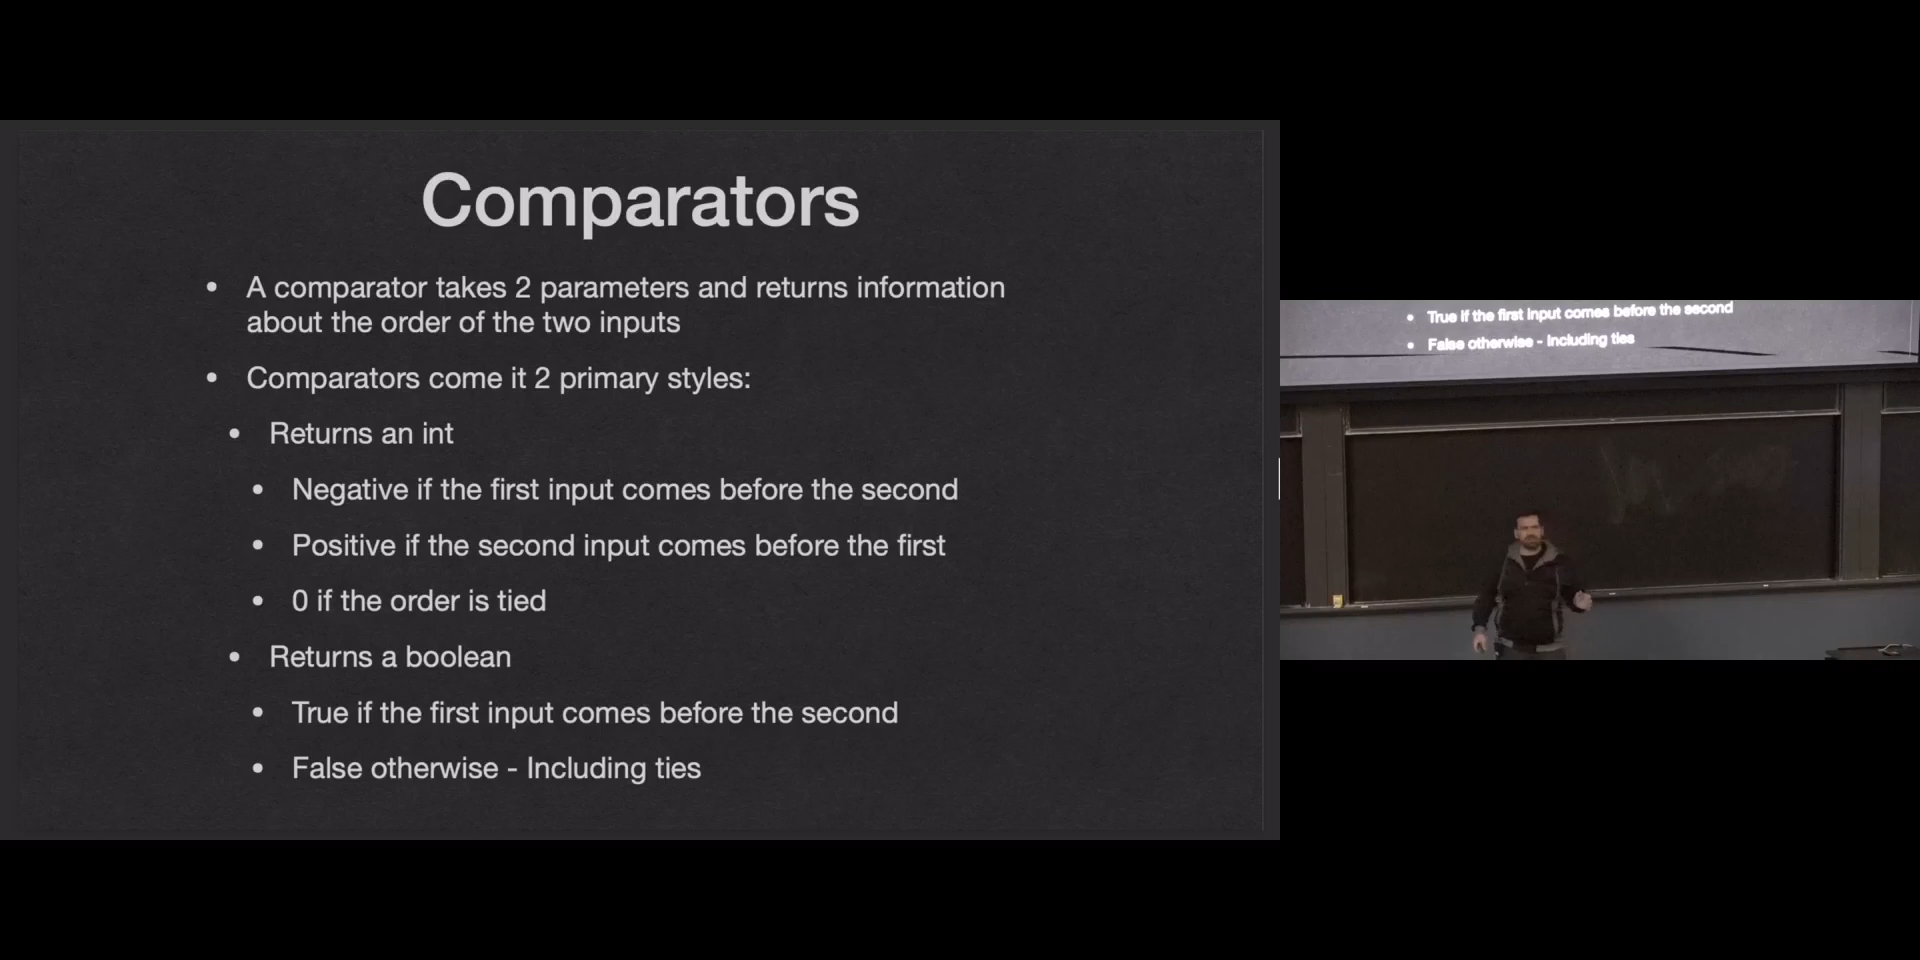 Comparators
• A comparator takes 2 parameters and returns information
about the order of the two inputs
• Comparators come it 2 primary styles:
• Returns an int
• Negative if the first input comes before the second
• Positive if the second input comes before the first
• 0 if the order is tied
• Returns a boolean
• True if the first input comes before the second
• False otherwise - Including ties
• True if the first input comes before the second
• False otherwise - Including ties